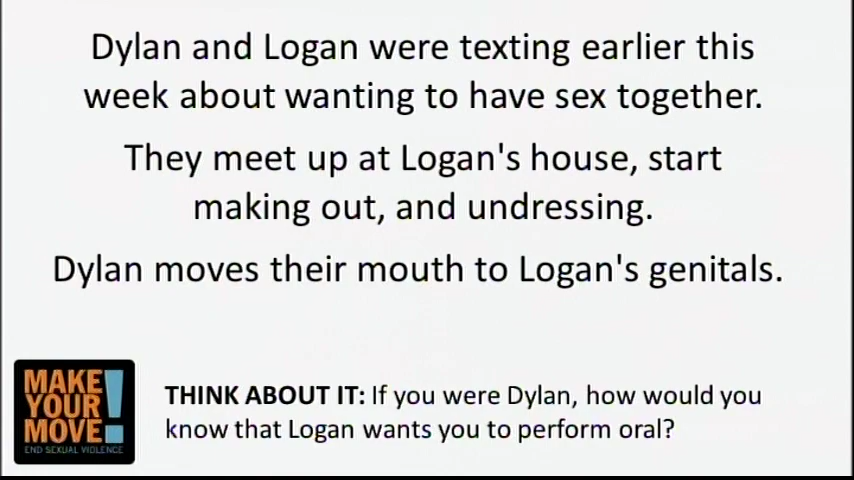 Dylan and Logan were texting earlier this
week about wanting to have sex together.
They meet up at Logan's house, start
making out, and undressing.
Dylan moves their mouth to Logan's genitals.
MAKE
YOUR
MOVE!
END SEXUAL VIOLENCE
THINK ABOUT IT: If you were Dylan, how would you
know that Logan wants you to perform oral?